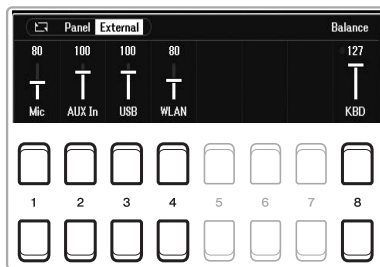 Panel External Balance
80 100 100 80 127
Mic AUX In USB WLAN KBD
1 2 3 4 5 6 7 8